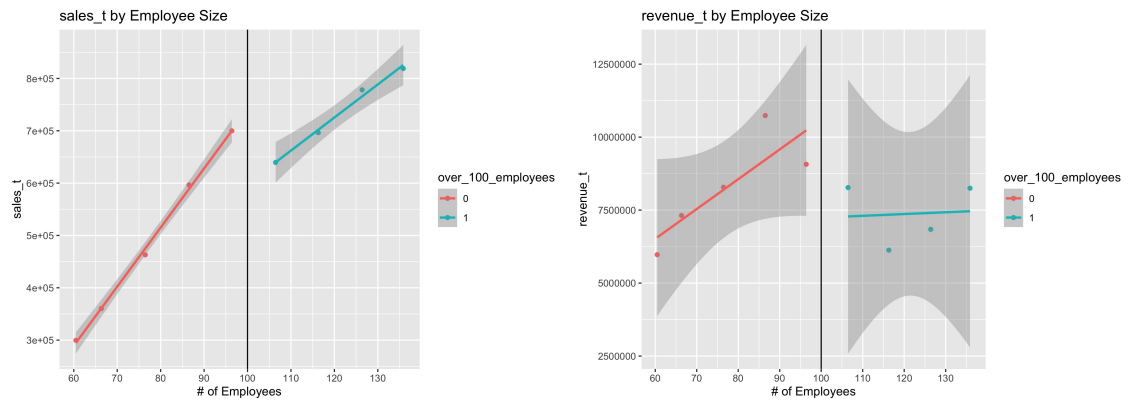 sales_t by Employee Size
sales_t
8e+05
7e+05
6e+05
5e+05
4e+05
3e+05
60 70 80 90 100 110 120 130
# of Employees
over_100_employees
0
1
revenue_t by Employee Size
revenue_t
12500000
10000000
7500000
5000000
2500000
60 70 80 90 100 110 120 130
# of Employees
over_100_employees
0
1